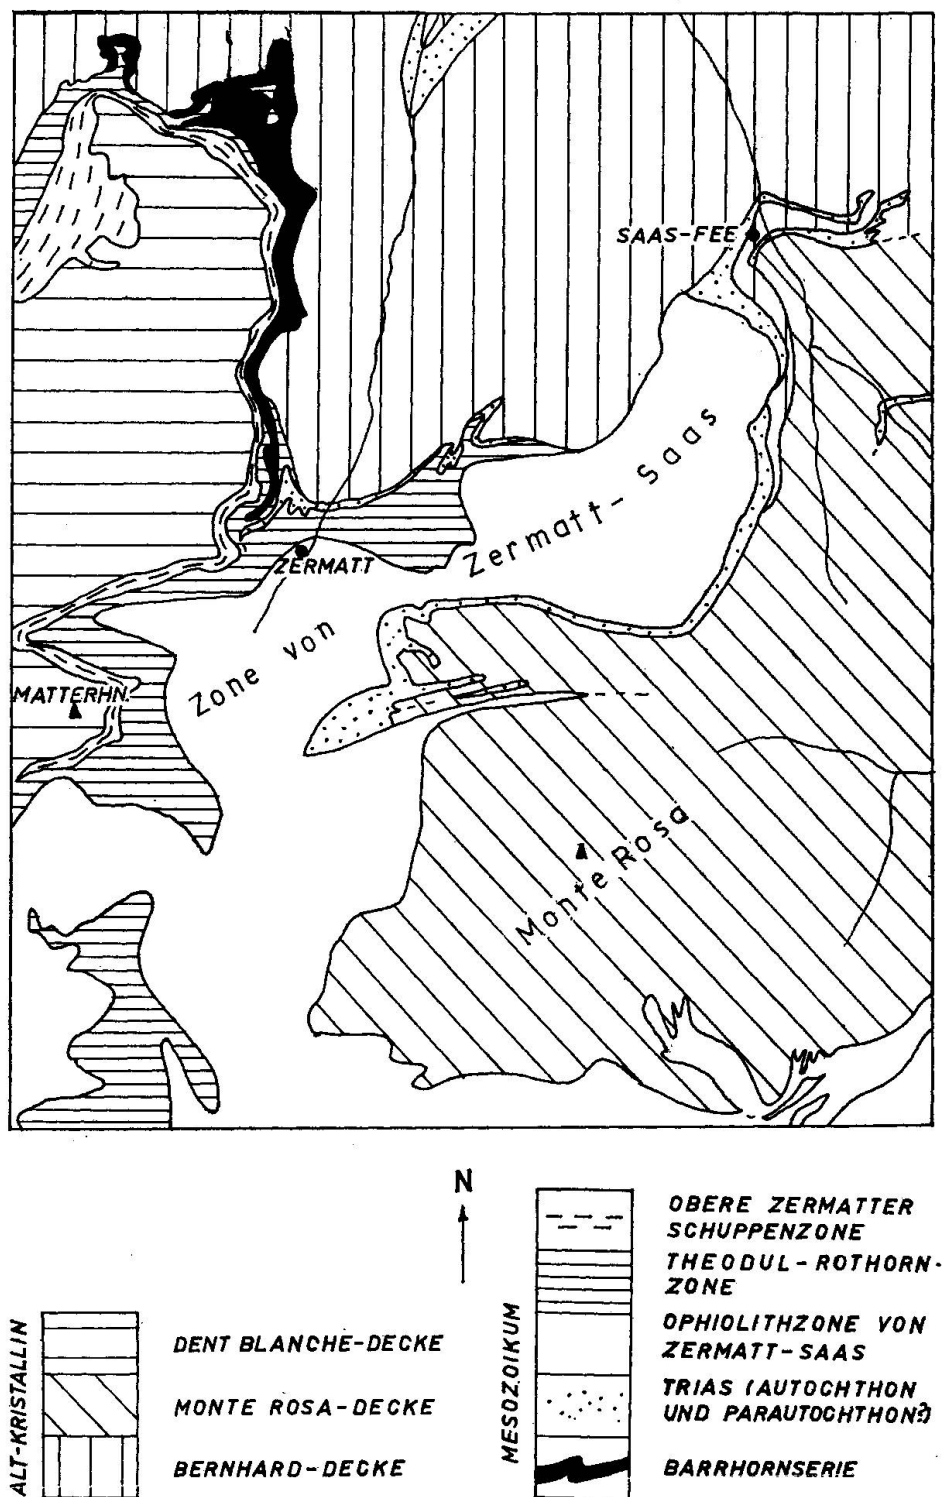 SAAS-FEE
Zermatt-Saas
ZERMATT
Zone von
MATTERHN.
Monte Rosa
N
ALT-KRISTALLIN
DENT BLANCHE-DECKE
MONTE ROSA-DECKE
BERNHARD-DECKE
MESOZOIKUM
OBERE ZERMATTER
SCHUPPENZONE
THEODUL-ROTHORN-
ZONE
OPHIOLITHZONE VON
ZERMATT-SAAS
TRIAS (AUTOCHTHON
UND PARAUTOCHTHON?)
BARRHORNSERIE